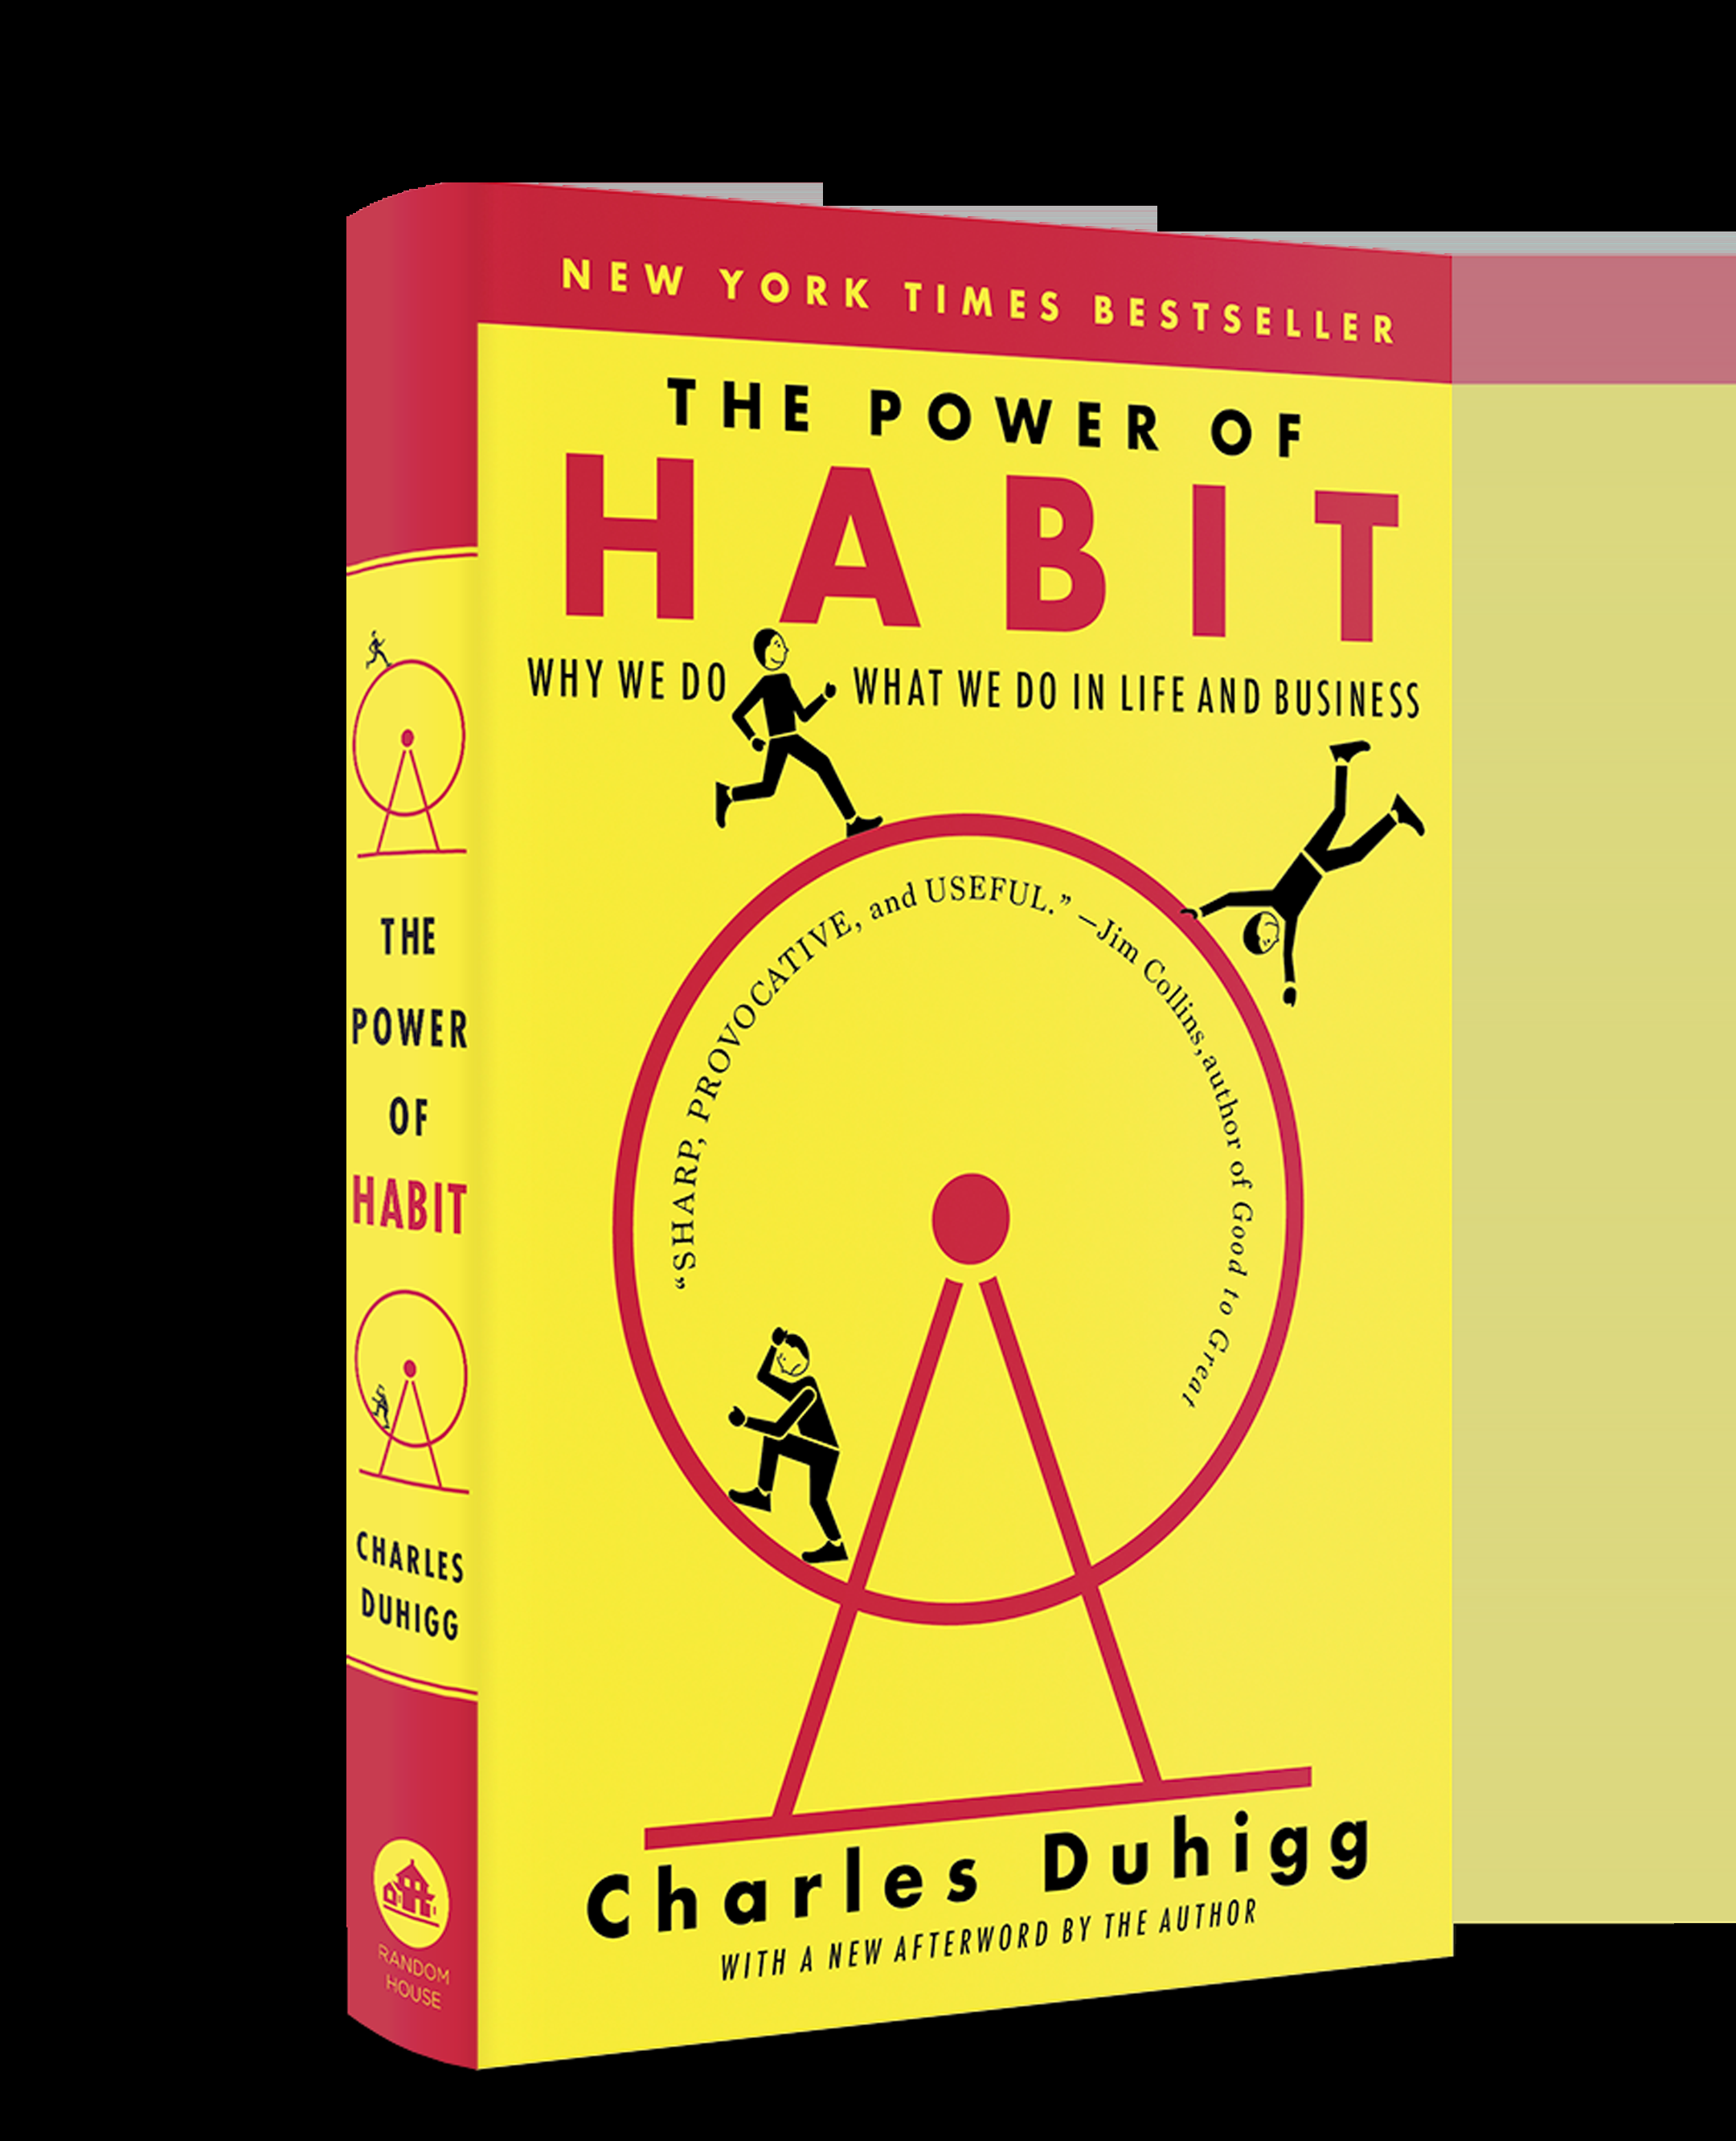 NEW YORK TIMES BESTSELLER
THE POWER OF
HABIT
WHY WE DO WHAT WE DO IN LIFE AND BUSINESS
“SHARP, PROVOCATIVE, and USEFUL.” —Jim Collins, author of Good to Great
Charles Duhigg
WITH A NEW AFTERWORD BY THE AUTHOR
THE
POWER
OF
HABIT
CHARLES
DUHIGG
RANDOM
HOUSE